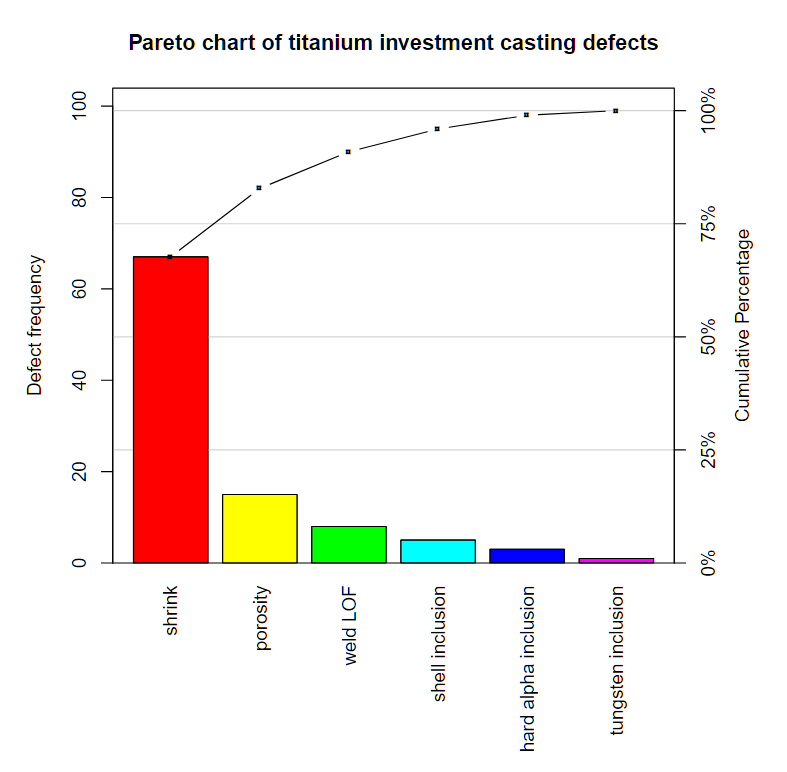 Pareto chart of titanium investment casting defects
Defect frequency
100
80
60
40
20
0
100%
75%
50%
25%
0%
Cumulative Percentage
shrink
porosity
weld LOF
shell inclusion
hard alpha inclusion
tungsten inclusion